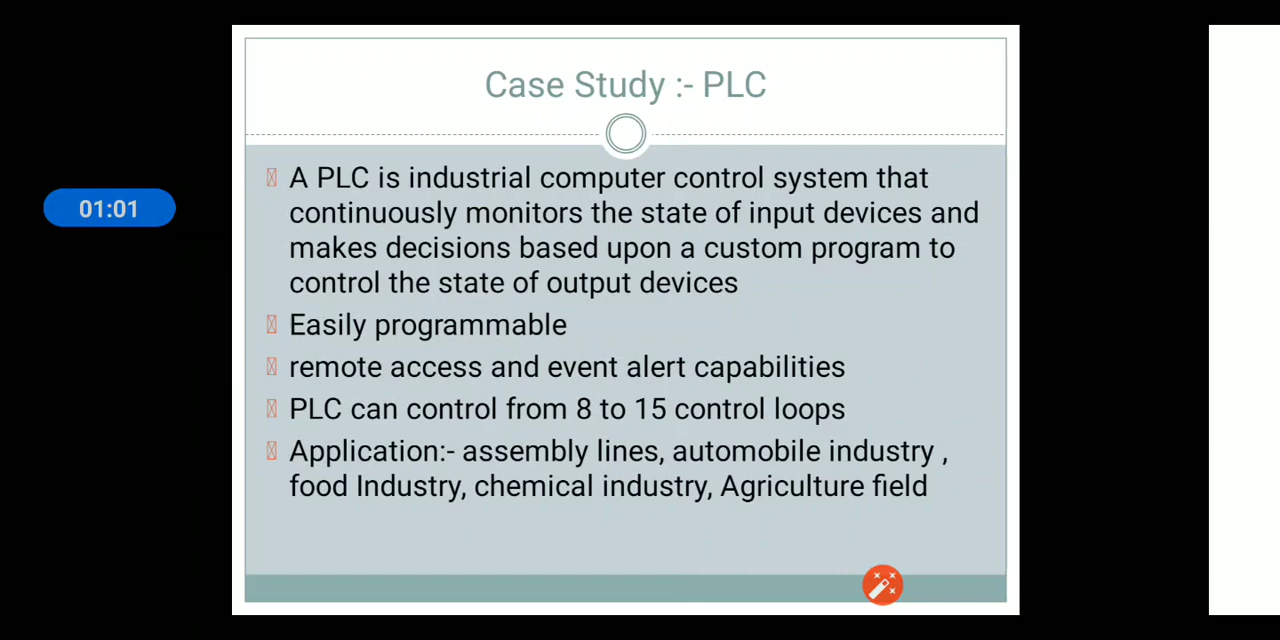 Case Study :- PLC
01:01
A PLC is industrial computer control system that
continuously monitors the state of input devices and
makes decisions based upon a custom program to
control the state of output devices
Easily programmable
remote access and event alert capabilities
PLC can control from 8 to 15 control loops
Application:- assembly lines, automobile industry ,
food Industry, chemical industry, Agriculture field